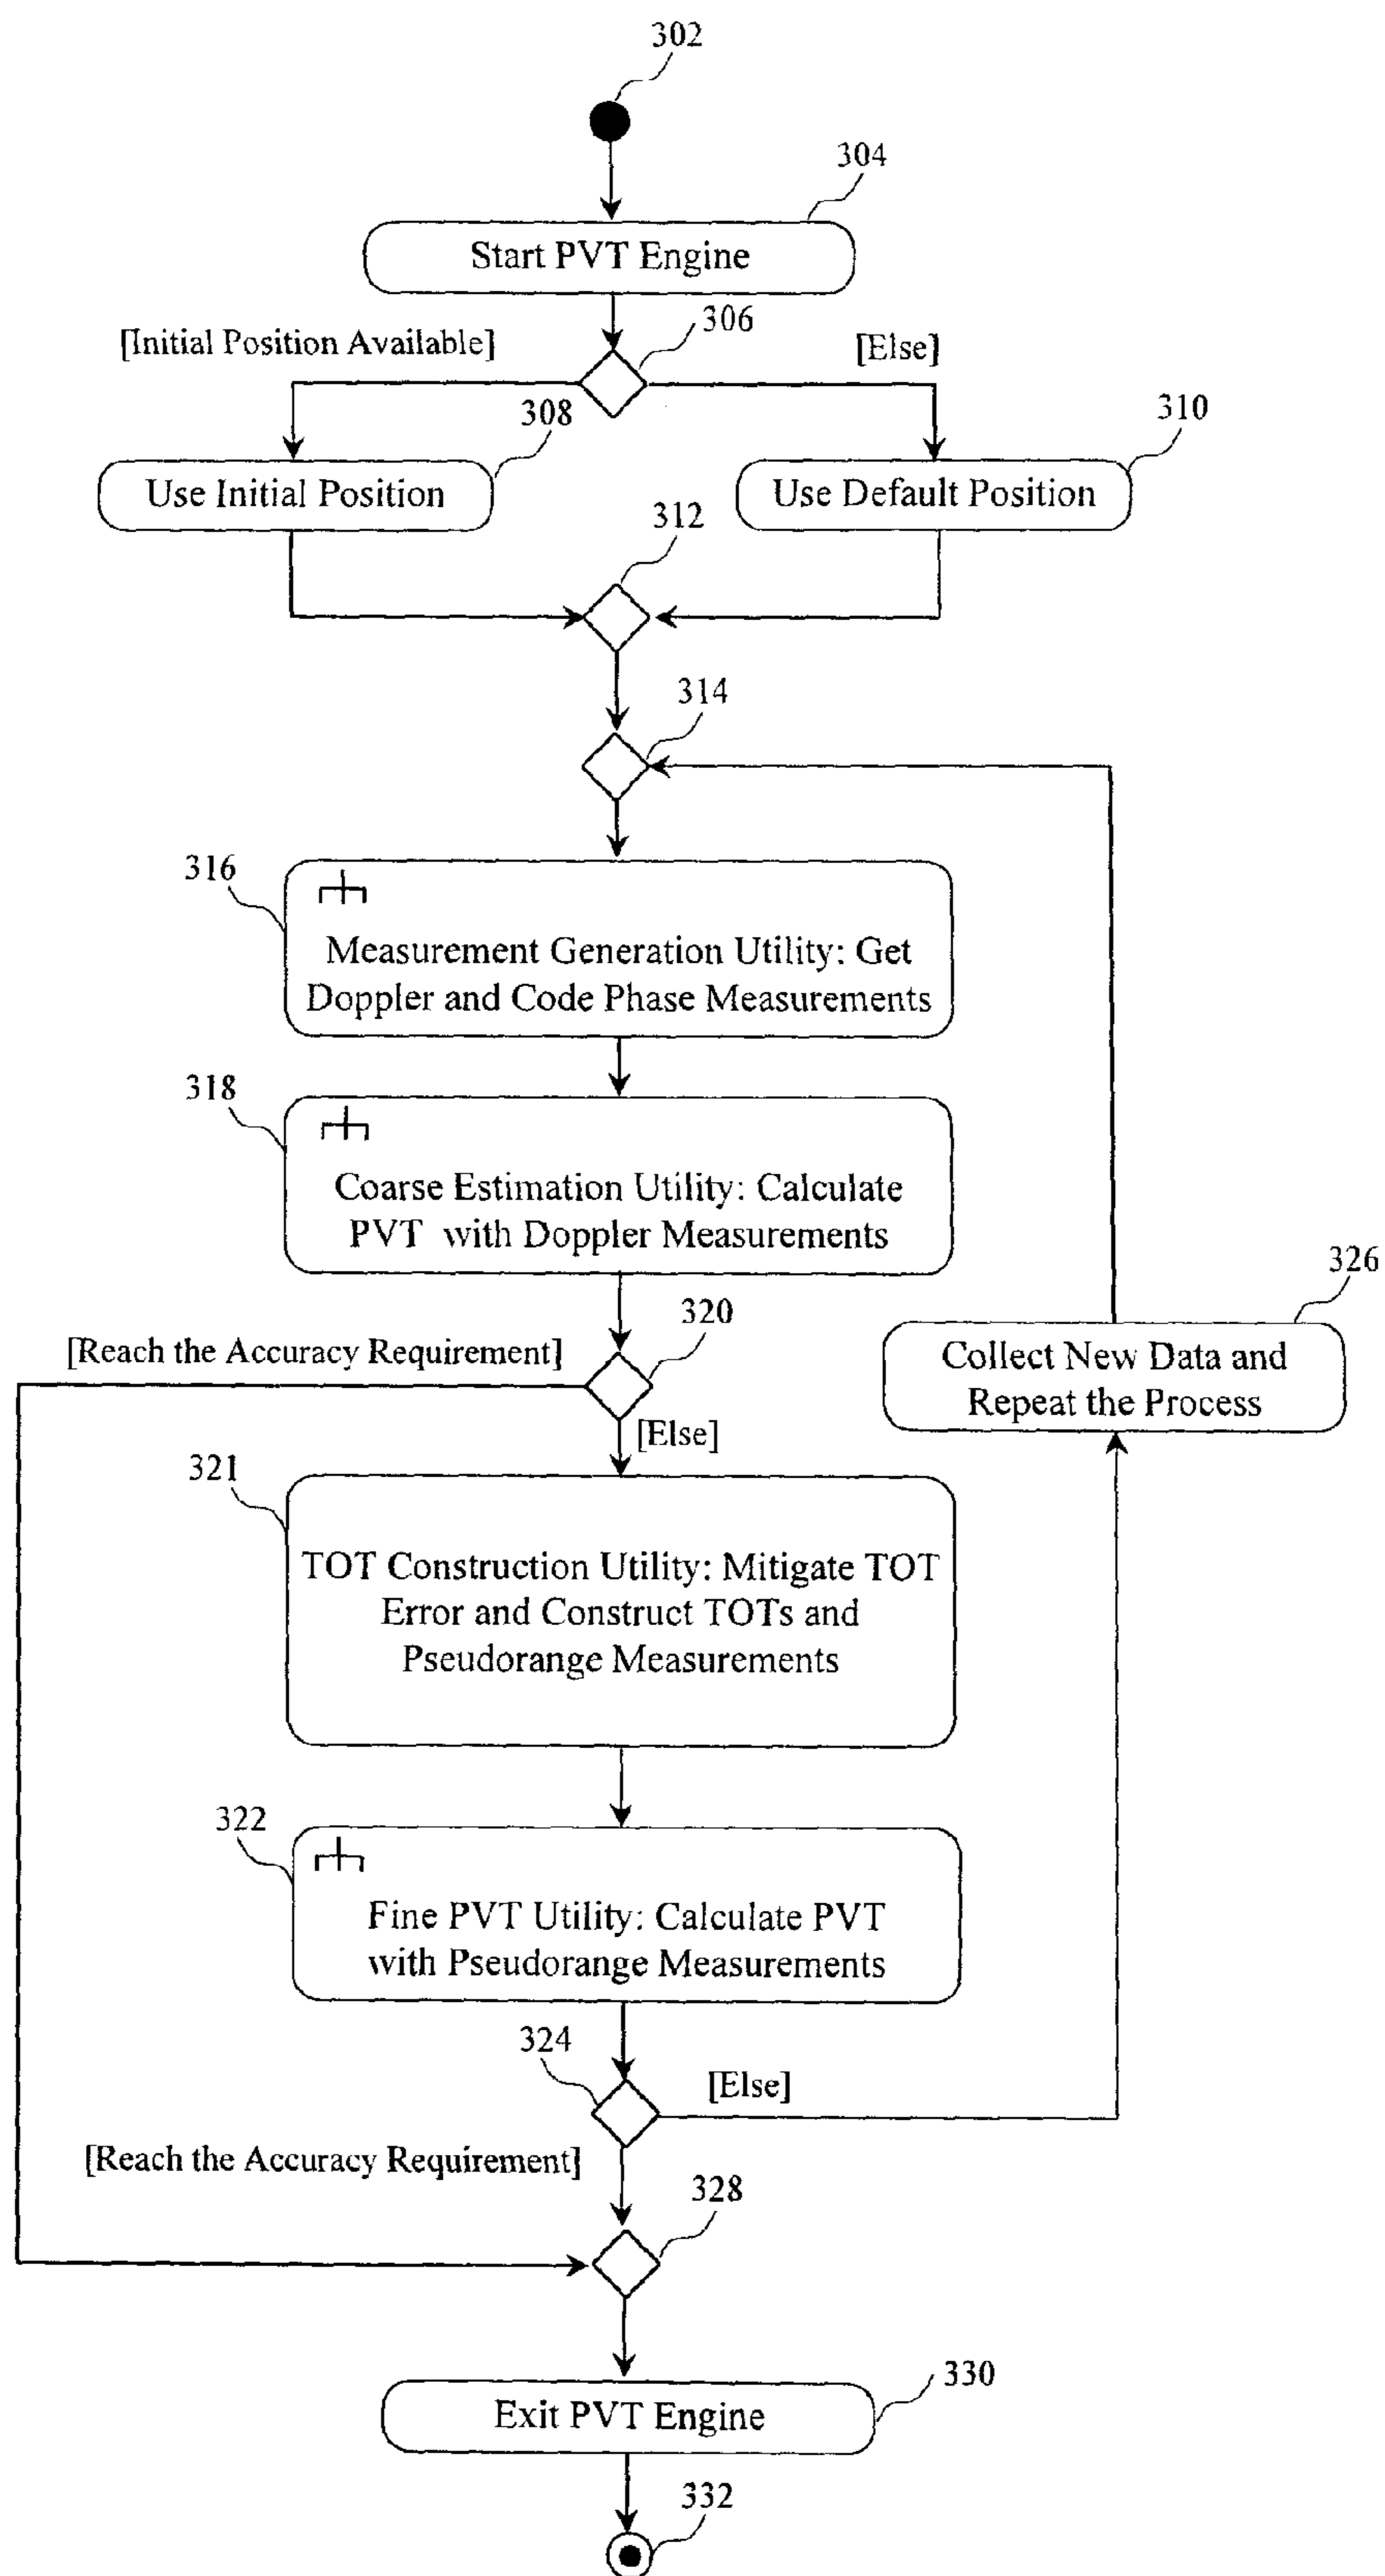 302
304
Start PVT Engine
306
[Initial Position Available]
[Else]
308
310
Use Initial Position
Use Default Position
312
314
316
Measurement Generation Utility: Get
Doppler and Code Phase Measurements
318
Coarse Estimation Utility: Calculate
PVT with Doppler Measurements
320
326
[Reach the Accuracy Requirement]
Collect New Data and
Repeat the Process
[Else]
321
TOT Construction Utility: Mitigate TOT
Error and Construct TOTs and
Pseudorange Measurements
322
Fine PVT Utility: Calculate PVT
with Pseudorange Measurements
324
[Else]
[Reach the Accuracy Requirement]
328
330
Exit PVT Engine
332